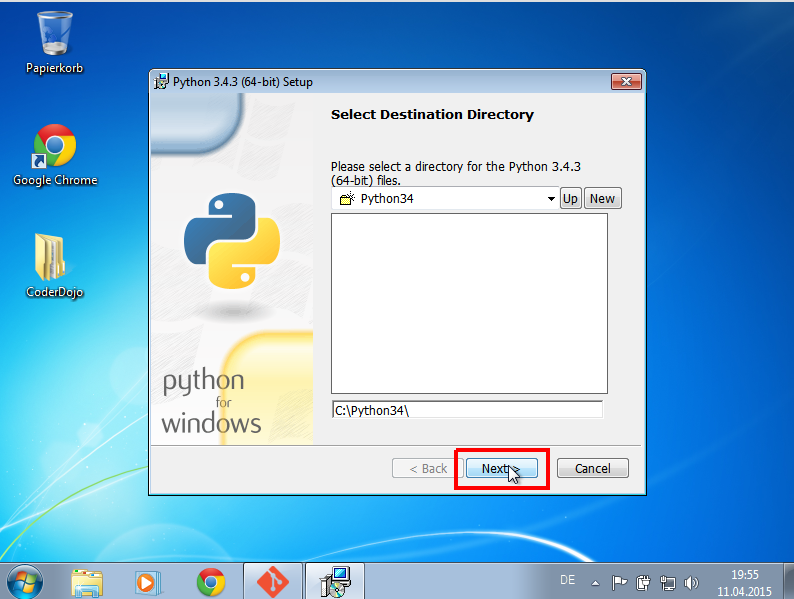 Papierkorb
Google Chrome
CoderDojo
Python 3.4.3 (64-bit) Setup
Select Destination Directory
Please select a directory for the Python 3.4.3
(64-bit) files.
Python34
Up
New
C:\Python34\
python
for
windows
< Back
Next >
Cancel
DE
19:55
11.04.2015